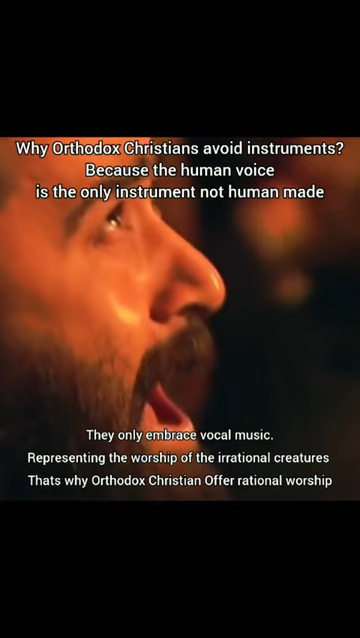 Why Orthodox Christians avoid instruments?
Because the human voice
is the only instrument not human made
They only embrace vocal music.
Representing the worship of the irrational creatures
Thats why Orthodox Christian Offer rational worship